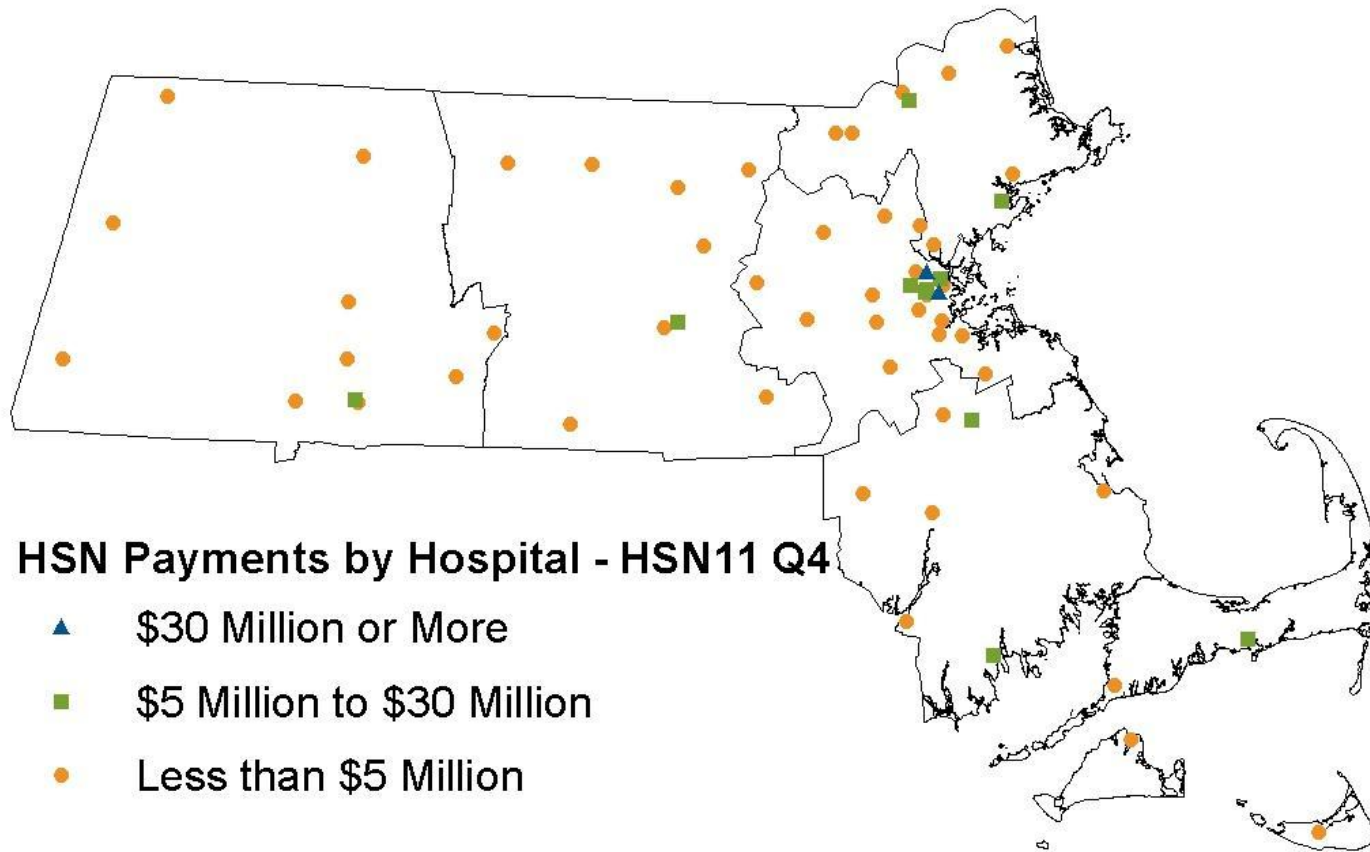 HSN Payments by Hospital - HSN11 Q4
$30 Million or More
$5 Million to $30 Million
Less than $5 Million